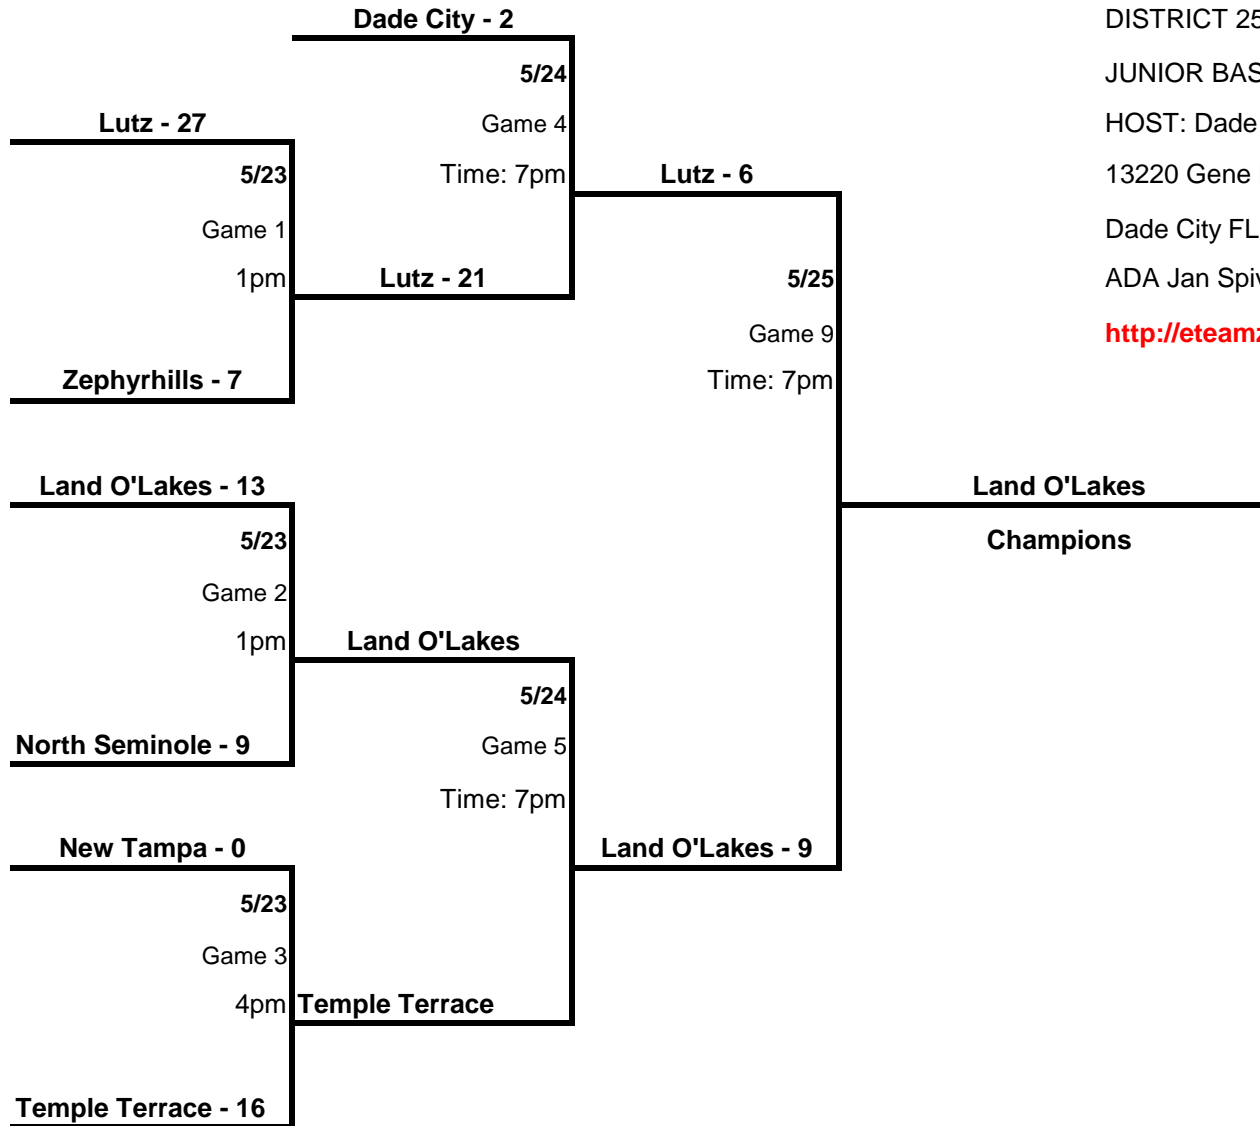 Dade City - 2
5/24
Game 4
Time: 7pm
Lutz - 27
5/23
Game 1
1pm
Lutz - 21
Zephyrhills - 7
Lutz - 6
5/25
Game 9
Time: 7pm
Land O'Lakes - 13
5/23
Game 2
1pm
Land O'Lakes
North Seminole - 9
5/24
Game 5
Time: 7pm
New Tampa - 0
5/23
Game 3
4pm
Temple Terrace
Temple Terrace - 16
Land O'Lakes - 9
Land O'Lakes
Champions
DISTRICT 25
JUNIOR BAS
HOST: Dade
13220 Gene
Dade City FL
ADA Jan Spiv
http://eteamz